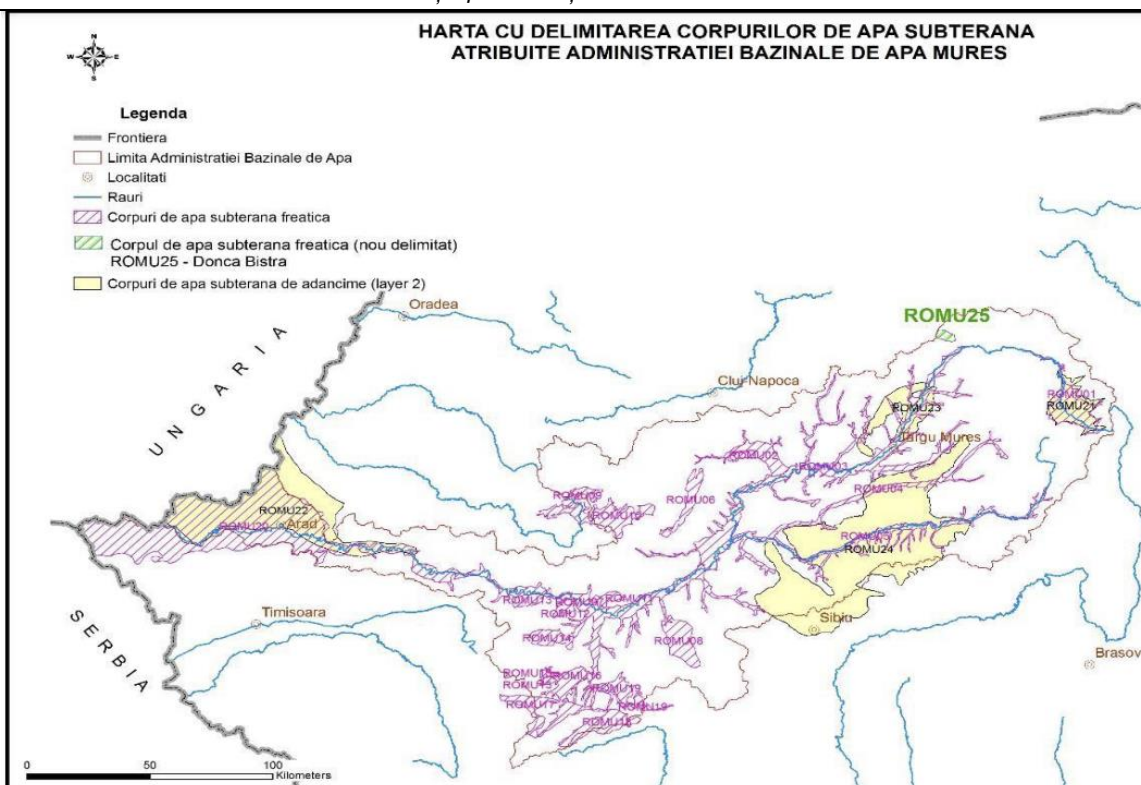 HARTA CU DELIMITAREA CORPURILOR DE APA SUBTERANA
ATRIBUITE ADMINISTRATIEI BAZINALE DE APA MURES
N
W
E
S
Legenda
Frontiera
Limita Administratiei Bazinale de Apa
Localitati
Rauri
Corpuri de apa subterana freatica
Corpul de apa subterana freatica (nou delimitat)
ROMU25 - Donca Bistra
Corpuri de apa subterana de adancime (layer 2)
UNGARIA
SERBIA
Oradea
ROMU25
Cluj-Napoca
ROMU01
ROMU21
ROMU23
Targu Mures
ROMU02
ROMU03
ROMU04
ROMU06
ROMU22
ROMU20
Arad
ROMU24
ROMU13
ROMU12
ROMU11
ROMU14
ROMU08
Timisoara
Sibiu
Brasov
ROMU16
ROMU17
ROMU19
ROMU18
0 50 100
Kilometers